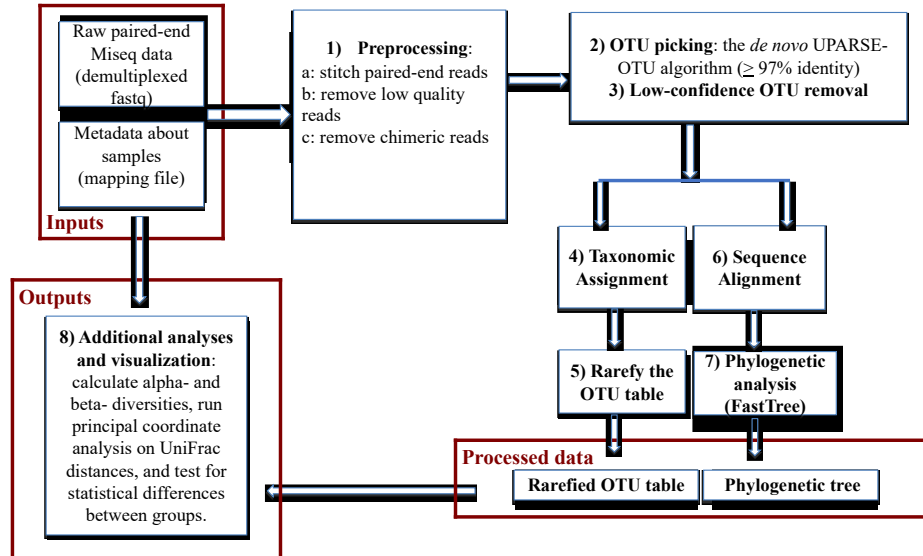 Raw paired-end
Miseq data
(demultiplexed
fastq)
Metadata about
samples
(mapping file)
Inputs
1) Preprocessing:
a: stitch paired-end reads
b: remove low quality
reads
c: remove chimeric reads
2) OTU picking: the de novo UPARSE-
OTU algorithm (≥ 97% identity)
3) Low-confidence OTU removal
4) Taxonomic
Assignment
6) Sequence
Alignment
5) Rarefy the
OTU table
7) Phylogenetic
analysis
(FastTree)
Processed data
Rarefied OTU table
Phylogenetic tree
Outputs
8) Additional analyses
and visualization:
calculate alpha- and
beta- diversities, run
principal coordinate
analysis on UniFrac
distances, and test for
statistical differences
between groups.